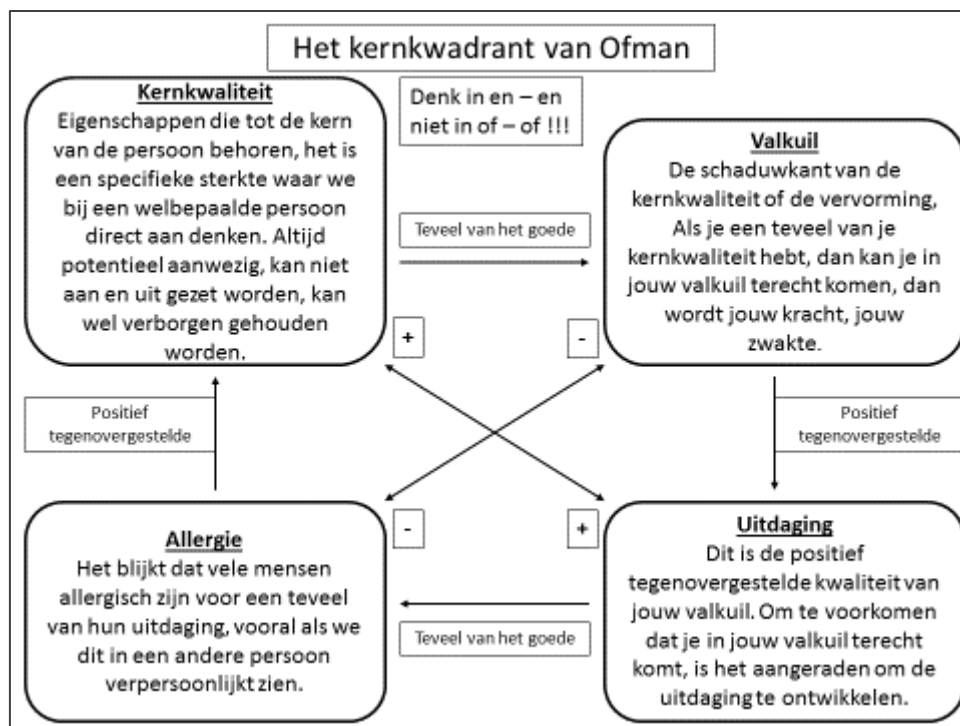 Het kernkwadrant van Ofman
Kernkwaliteit
Eigenschappen die tot de kern
van de persoon behoren, het is
een specifieke sterkte waar we
bij een welbepaalde persoon
direct aan denken. Altijd
potentieel aanwezig, kan niet
aan en uit gezet worden, kan
wel verborgen gehouden
worden.
Denk in en – en
niet in of – of !!!
Teveel van het goede
Valkuil
De schaduwkant van de
kernkwaliteit of de vervorming,
Als je een teveel van je
kernkwaliteit hebt, dan kan je in
jouw valkuil terecht komen, dan
wordt jouw kracht, jouw
zwakte.
+
-
Positief
tegenovergestelde
Positief
tegenovergestelde
-
+
Allergie
Het blijkt dat vele mensen
allergisch zijn voor een teveel
van hun uitdaging, vooral als we
dit in een andere persoon
verpersoonlijkt zien.
Teveel van het goede
Uitdaging
Dit is de positief
tegenovergestelde kwaliteit van
jouw valkuil. Om te voorkomen
dat je in jouw valkuil terecht
komt, is het aangeraden om de
uitdaging te ontwikkelen.